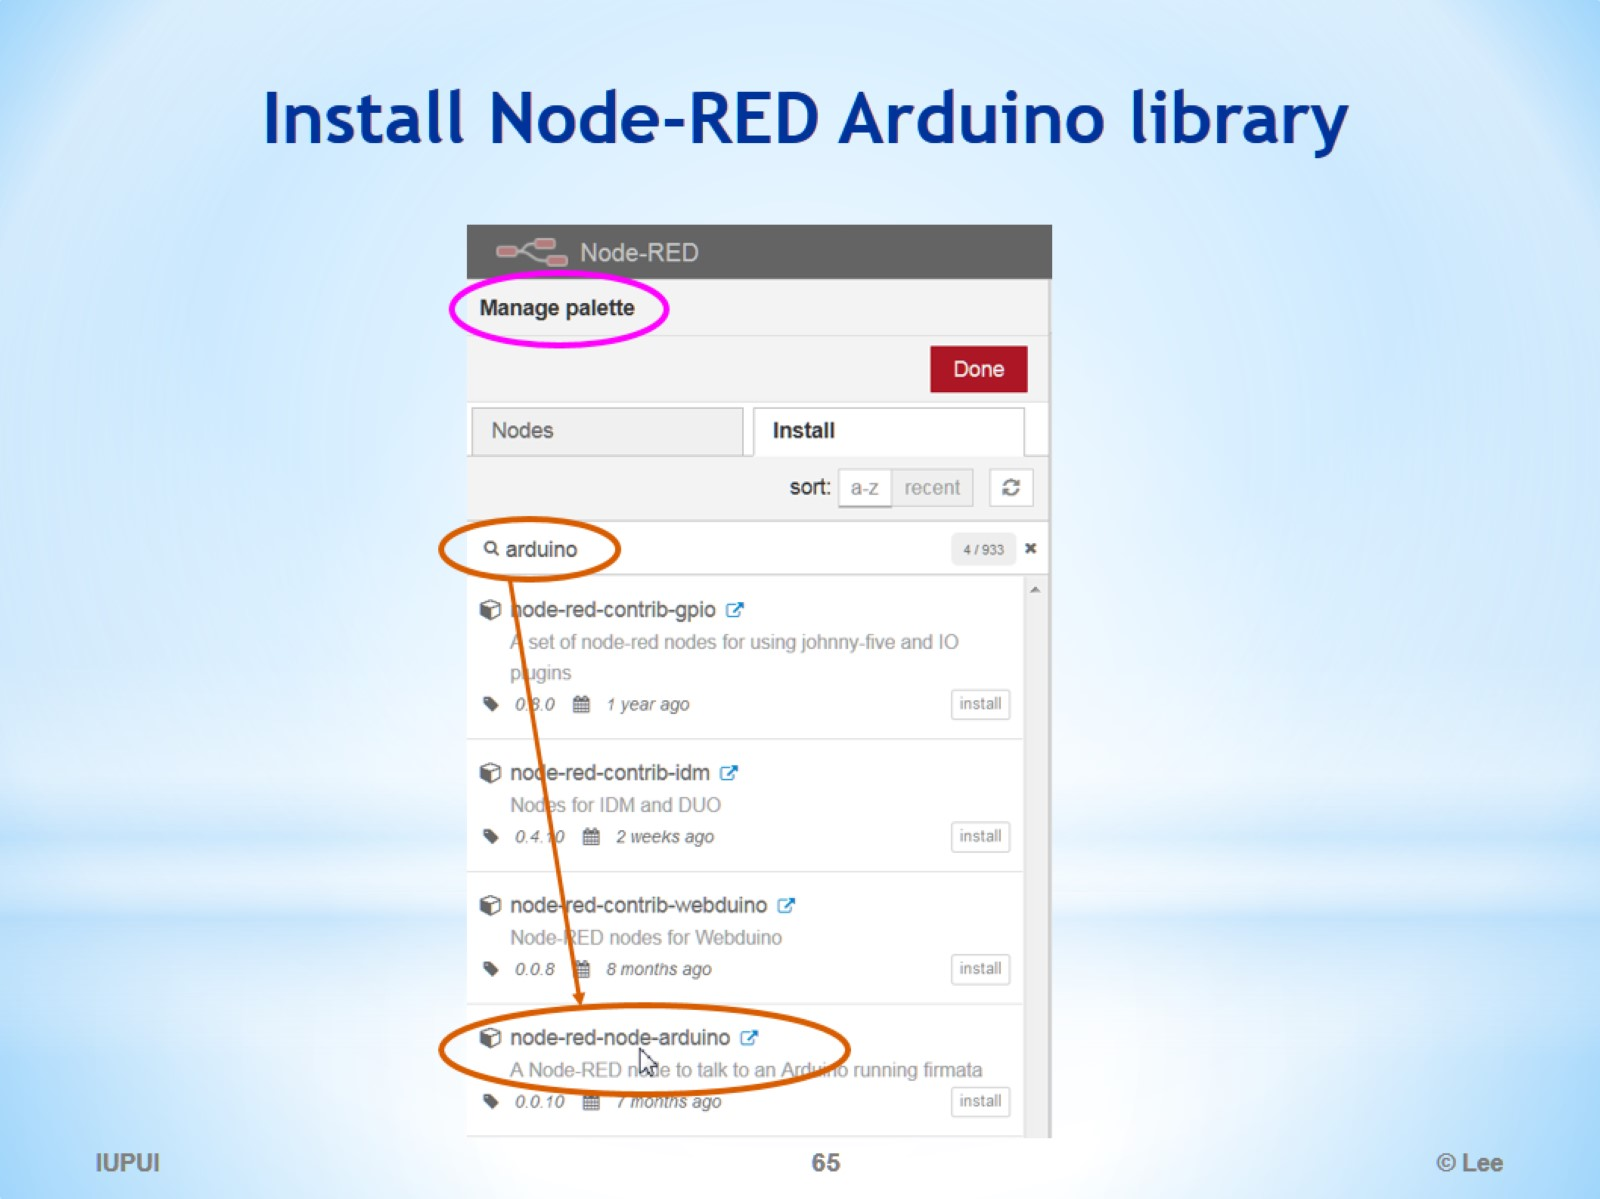 Install Node-RED Arduino library
Node-RED
Manage palette
Done
Nodes
Install
sort: a-z recent
arduino
4 / 933
node-red-contrib-gpio
A set of node-red nodes for using johnny-five and IO
plugins
0.8.0 1 year ago
install
node-red-contrib-idm
Nodes for IDM and DUO
0.4.10 2 weeks ago
install
node-red-contrib-webduino
Node-RED nodes for Webduino
0.0.8 8 months ago
install
node-red-node-arduino
A Node-RED node to talk to an Arduino running firmata
0.0.10 7 months ago
install
IUPUI
65
© Lee